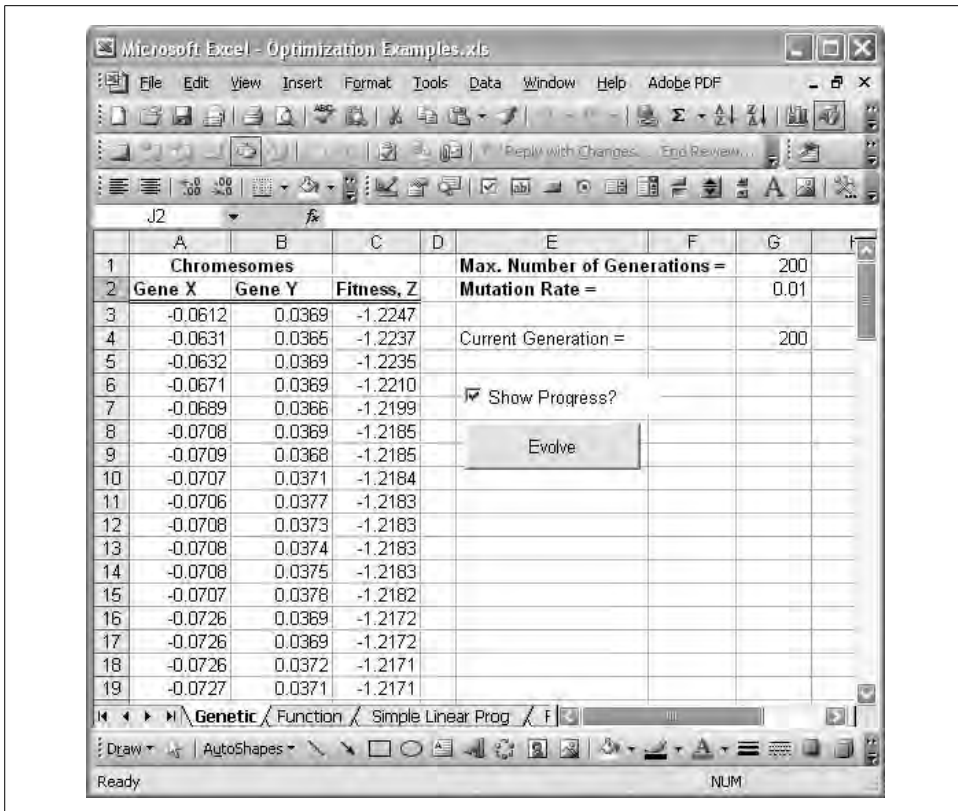 Microsoft Excel - Optimization Examples.xls
File Edit View Insert Format Tools Data Window Help Adobe PDF
Reply with Changes... End Review...
J2 fx
A B C D E F G
1 Chromesomes Max. Number of Generations = 200
2 Gene X Gene Y Fitness, Z Mutation Rate = 0.01
3 -0.0612 0.0369 -1.2247
4 -0.0631 0.0365 -1.2237 Current Generation = 200
5 -0.0632 0.0369 -1.2235
6 -0.0671 0.0369 -1.2210
Show Progress?
7 -0.0689 0.0366 -1.2199
8 -0.0708 0.0369 -1.2185
Evolve
9 -0.0709 0.0368 -1.2185
10 -0.0707 0.0371 -1.2184
11 -0.0706 0.0377 -1.2183
12 -0.0708 0.0373 -1.2183
13 -0.0708 0.0374 -1.2183
14 -0.0708 0.0375 -1.2183
15 -0.0707 0.0378 -1.2182
16 -0.0726 0.0369 -1.2172
17 -0.0726 0.0369 -1.2172
18 -0.0726 0.0372 -1.2171
19 -0.0727 0.0371 -1.2171
Genetic / Function / Simple Linear Prog /
Draw AutoShapes
Ready NUM